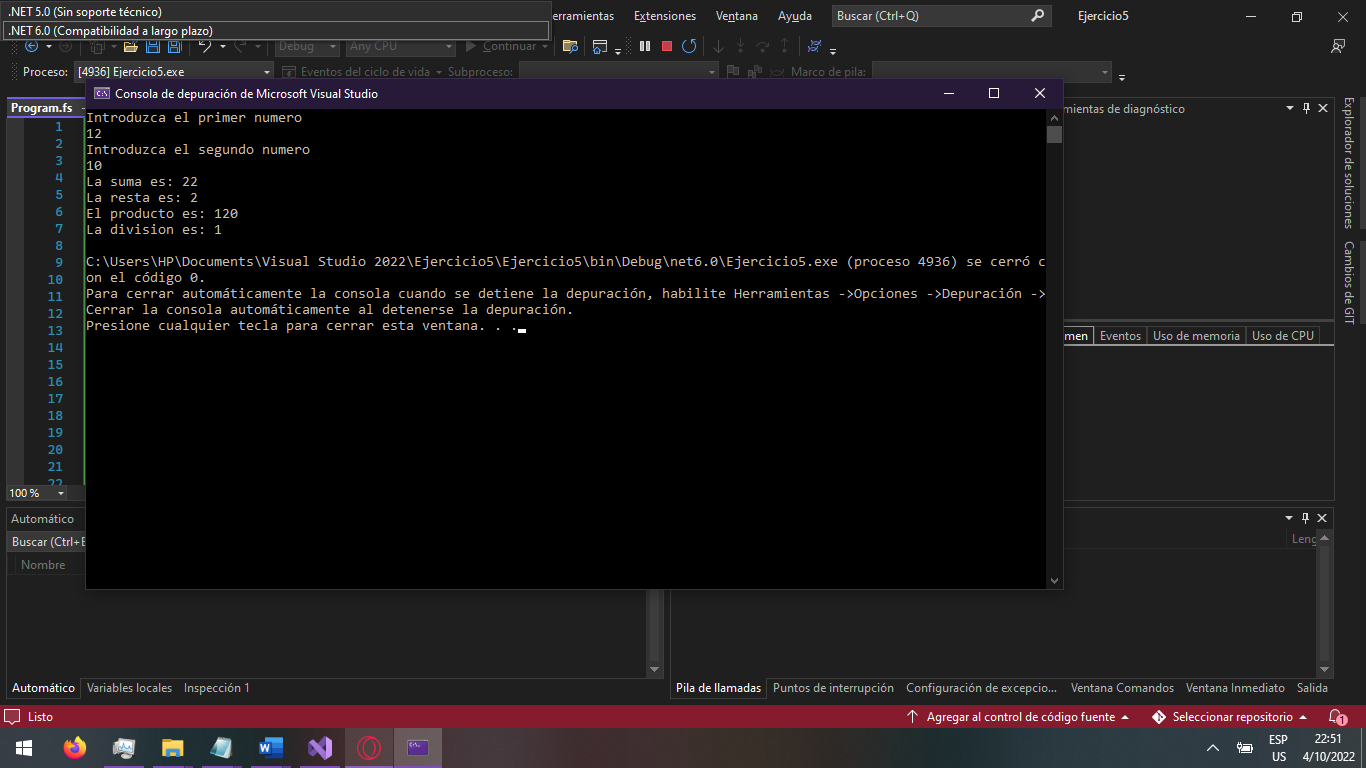 .NET 5.0 (Sin soporte técnico)
.NET 6.0 (Compatibilidad a largo plazo)
Extensiones Ventana Ayuda Buscar (Ctrl+Q) Ejercicio5
Debug Any CPU Continuar
Proceso: [4936] Ejercicio5.exe Eventos del ciclo de vida Subproceso: Marco de pila:
Consola de depuración de Microsoft Visual Studio
Program.fs
mientas de diagnóstico
Explorador de soluciones
Cambios de GIT
1
2
3
4
5
6
7
8
9
10
11
12
13
14
15
16
17
18
19
20
21
22
Introduzca el primer numero
12
Introduzca el segundo numero
10
La suma es: 22
La resta es: 2
El producto es: 120
La division es: 1
C:\Users\HP\Documents\Visual Studio 2022\Ejercicio5\Ejercicio5\bin\Debug\net6.0\Ejercicio5.exe (proceso 4936) se cerró c
on el código 0.
Para cerrar automáticamente la consola cuando se detiene la depuración, habilite Herramientas ->Opciones ->Depuración ->
Cerrar la consola automáticamente al detenerse la depuración.
Presione cualquier tecla para cerrar esta ventana. . .
men Eventos Uso de memoria Uso de CPU
100 %
Automático
Buscar (Ctrl+E
Nombre
Leng
Automático Variables locales Inspección 1
Pila de llamadas Puntos de interrupción Configuración de excepcio... Ventana Comandos Ventana Inmediato Salida
Listo Agregar al control de código fuente Seleccionar repositorio 1
ESP
US
22:51
4/10/2022